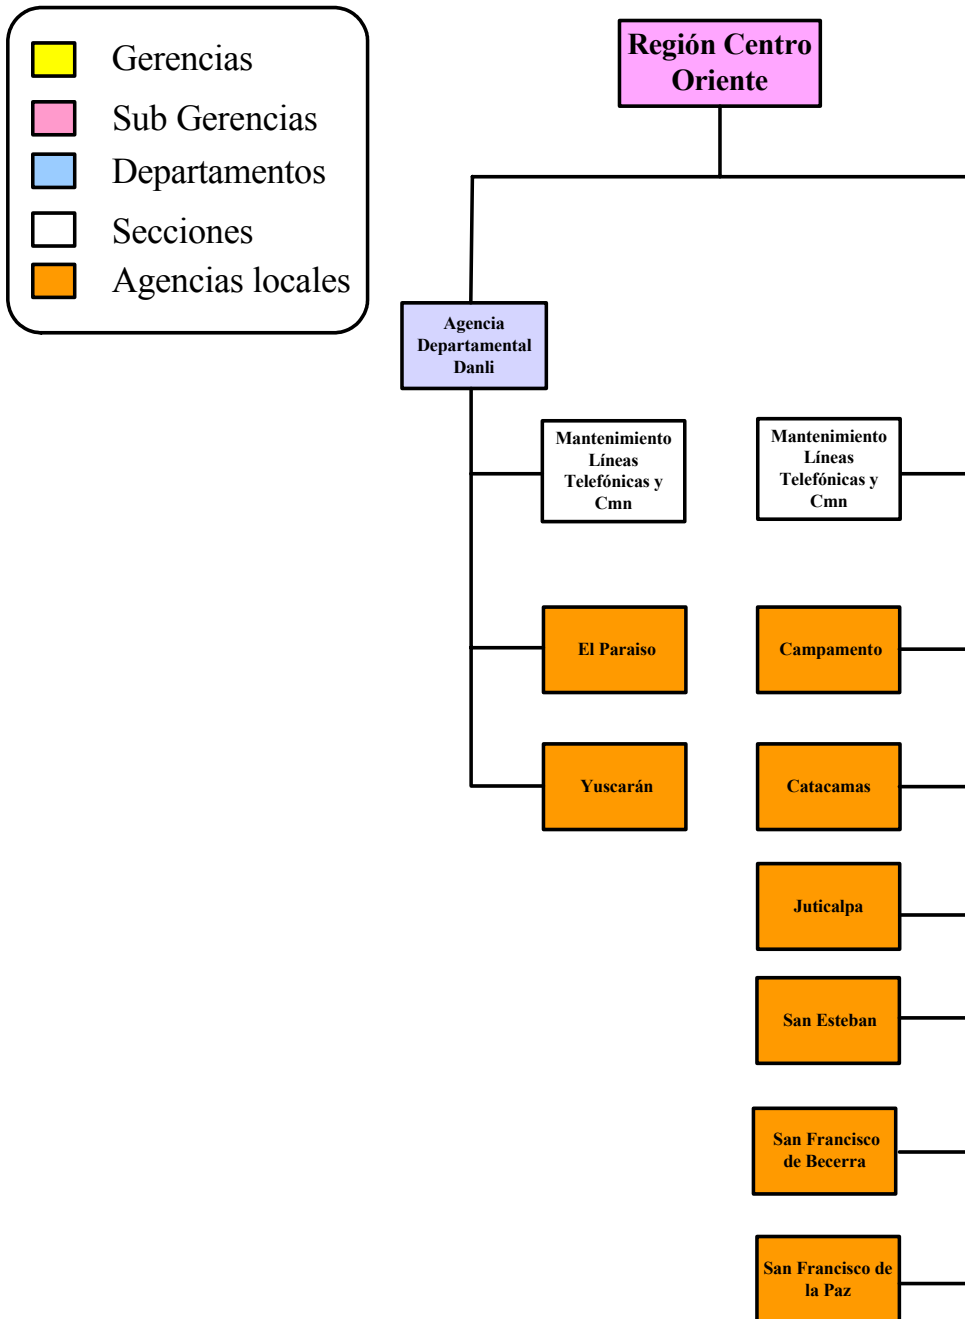 Gerencias
Sub Gerencias
Departamentos
Secciones
Agencias locales
Región Centro
Oriente
Agencia
Departamental
Danli
Mantenimiento
Líneas
Telefónicas y
Cmn
Mantenimiento
Líneas
Telefónicas y
Cmn
El Paraiso
Campamento
Yuscarán
Catacamas
Juticalpa
San Esteban
San Francisco
de Becerra
San Francisco de
la Paz